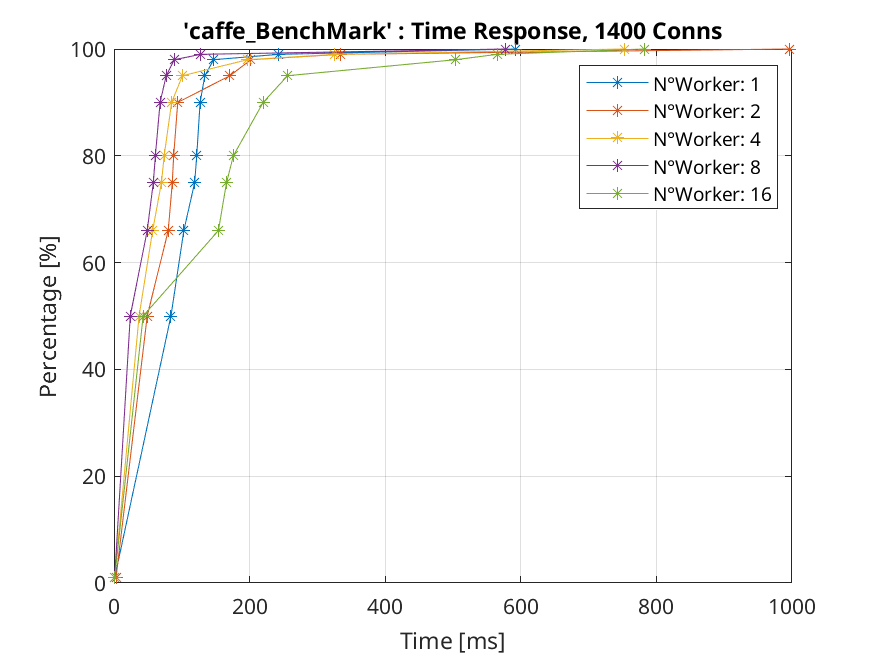 'caffe_BenchMark' : Time Response, 1400 Conns
100
80
60
40
20
0
Percentage [%]
N°Worker: 1
N°Worker: 2
N°Worker: 4
N°Worker: 8
N°Worker: 16
0 200 400 600 800 1000
Time [ms]